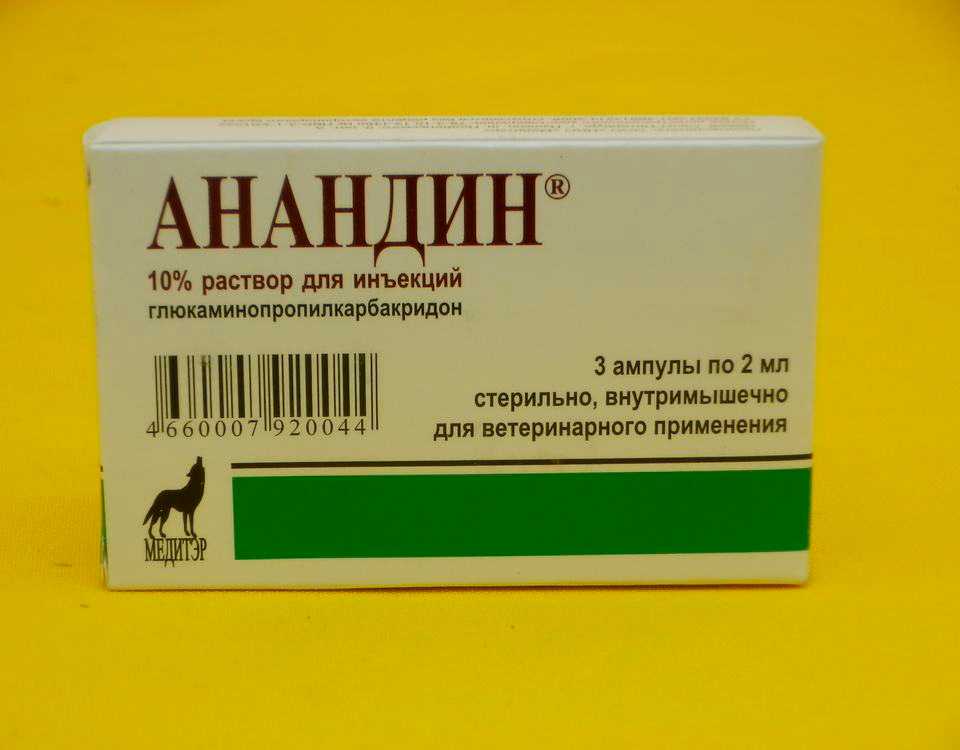 АНАНДИН®
10% раствор для инъекций
глюкаминопропилкарбакридон
3 ампулы по 2 мл
стерильно, внутримышечно
для ветеринарного применения
4 660007 920044
МЕДИТЭР